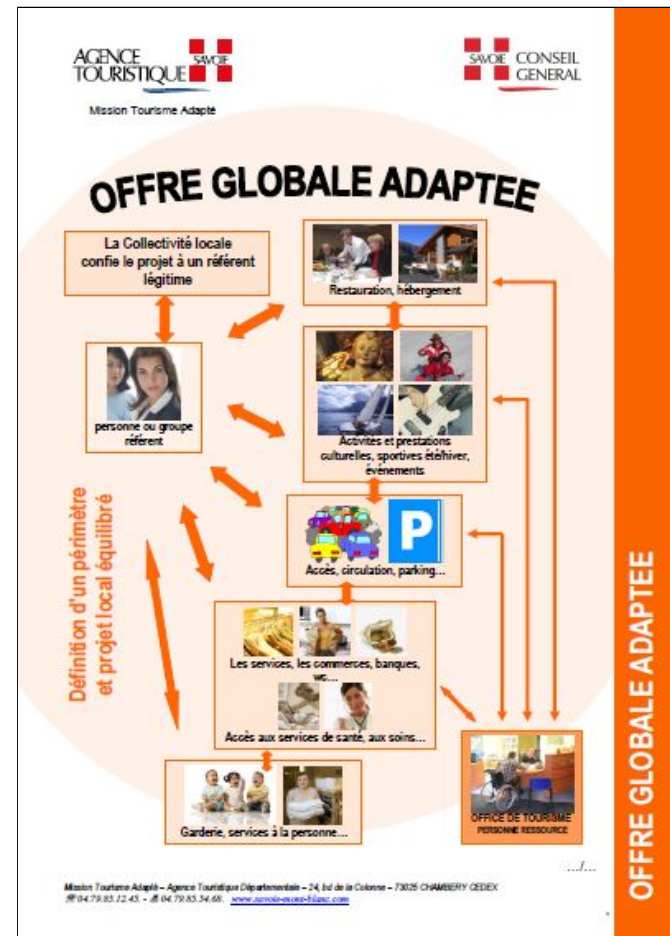 AGENCE
TOURISTIQUE
SAVOIE
Mission Tourisme Adapté
SAVOIE
CONSEIL
GENERAL
OFFRE GLOBALE ADAPTEE
La Collectivité locale
confie le projet à un référent
légitime
Restauration, hébergement
personne ou groupe
référent
Activités et prestations
culturelles, sportives été/hiver,
événements
P
Accès, circulation, parking...
Définition d'un périmètre
et projet local équilibré
Les services, les commerces, banques,
wc...
Accès aux services de santé, aux soins...
Garderie, services à la personne...
OFFICE DE TOURISME
PERSONNE RESSOURCE
.../...
Mission Tourisme Adapté – Agence Touristique Départementale – 24, bd de la Colonne – 73025 CHAMBERY CEDEX
☏ 04.79.85.12.45. - 04.79.85.54.68. www.savoie-mont-blanc.com
OFFRE GLOBALE ADAPTEE